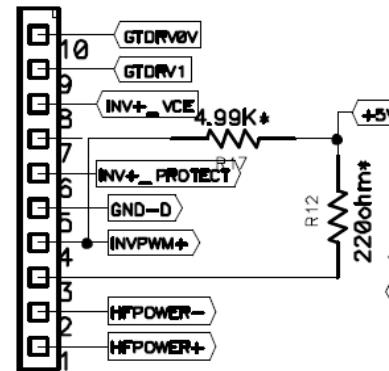 GTDRV0V
10
GTDRV1
9
INV+_VCE
8
4.99K*
R17
+5V
7
INV+_PROTECT
6
GND-D
5
INVPWM+
4
R12
220ohm*
3
HFPOWER-
2
HFPOWER+
1